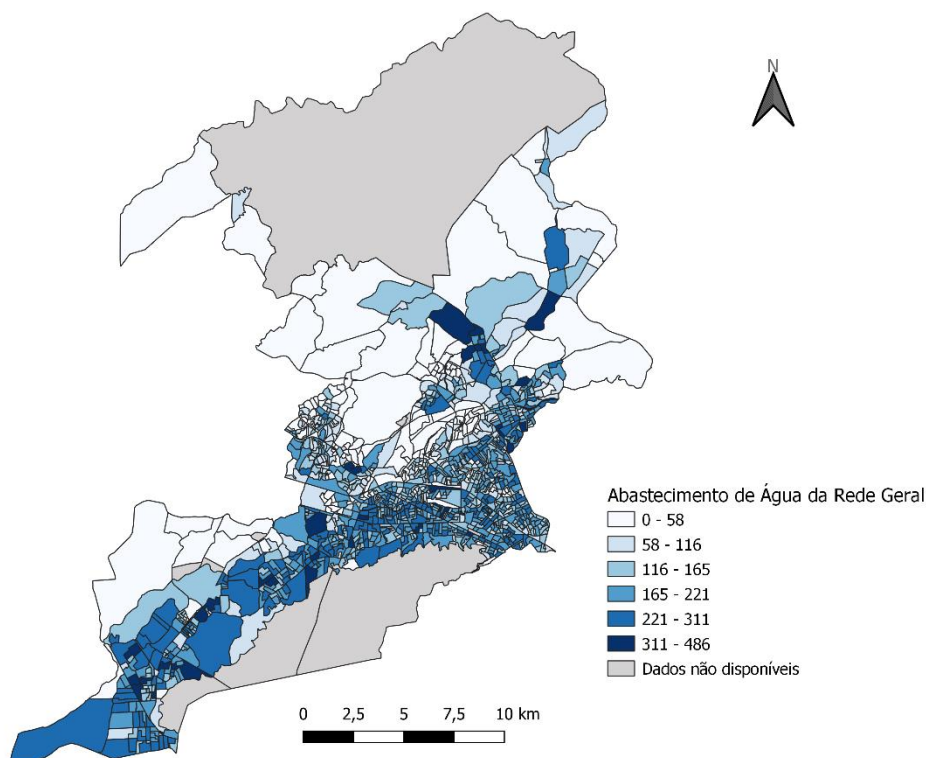 N
Abastecimento de Água da Rede Geral
0 - 58
58 - 116
116 - 165
165 - 221
221 - 311
311 - 486
Dados não disponíveis
0 2,5 5 7,5 10 km